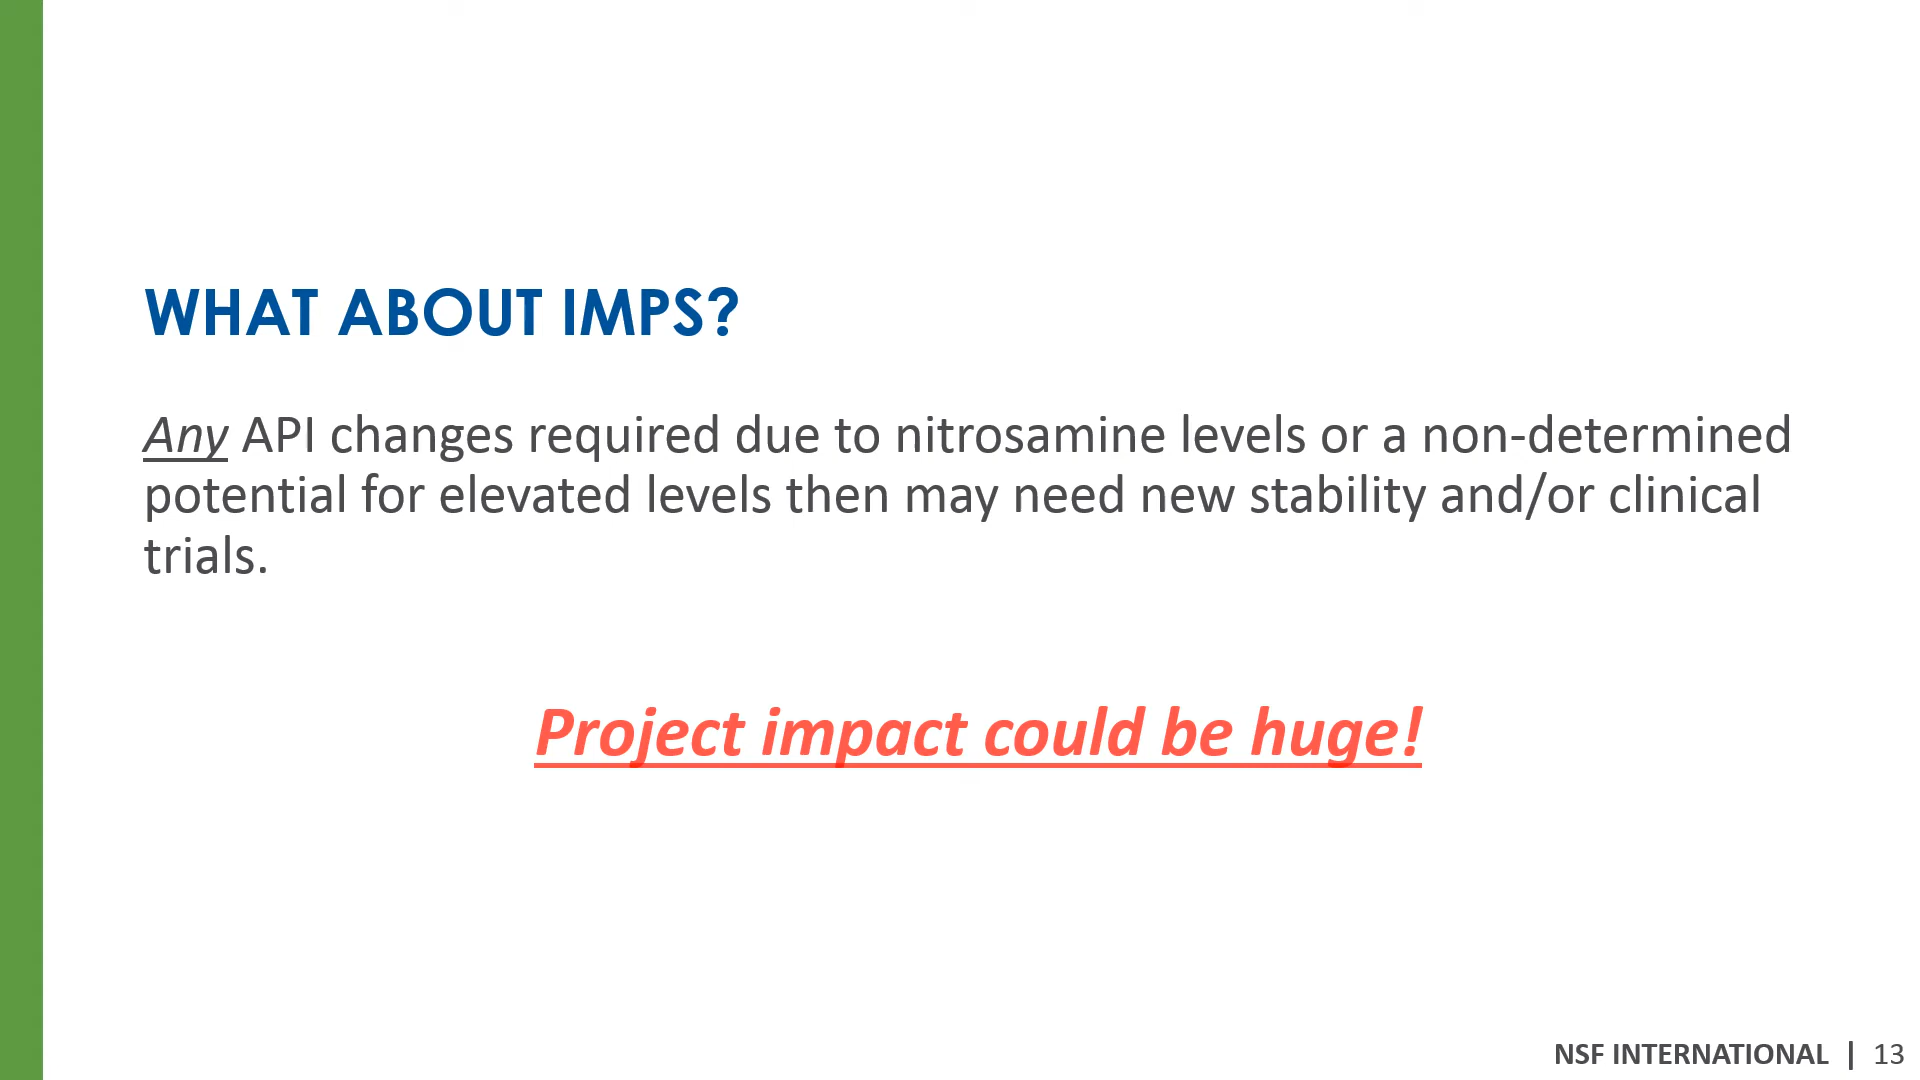 WHAT ABOUT IMPS?
Any API changes required due to nitrosamine levels or a non-determined
potential for elevated levels then may need new stability and/or clinical
trials.
Project impact could be huge!
NSF INTERNATIONAL | 13